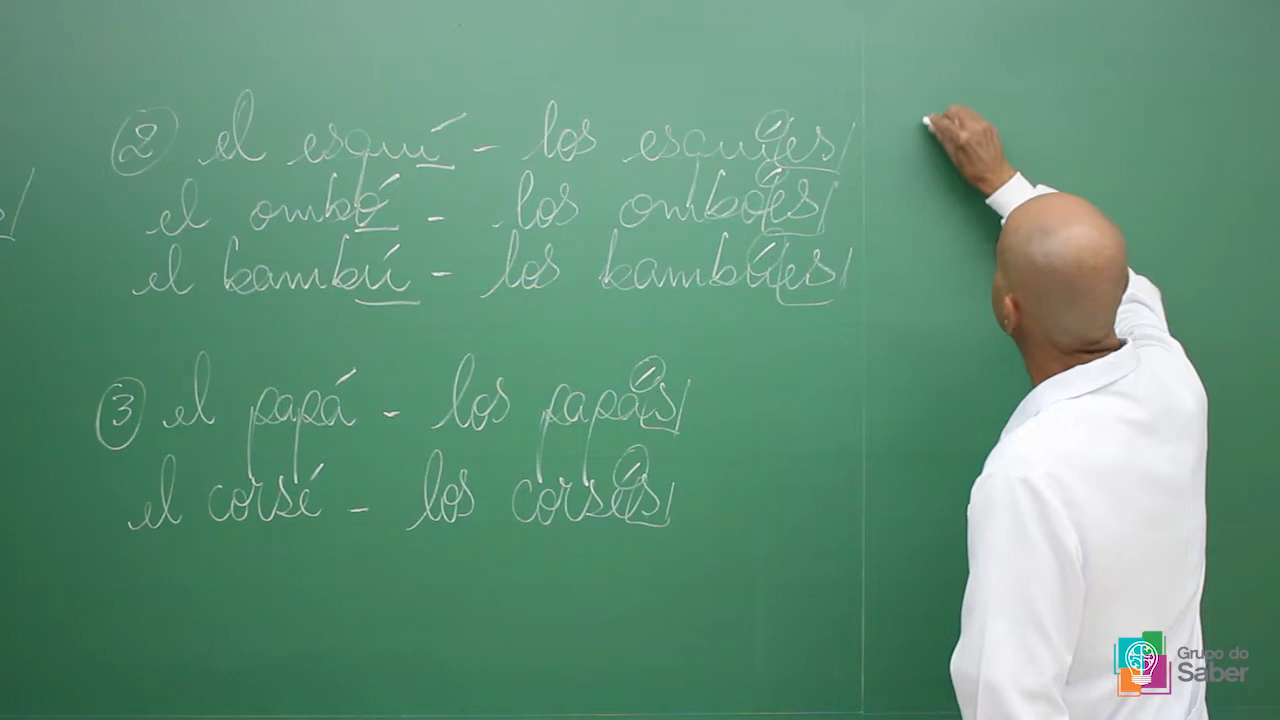 ② el esquí - los esquíes
el ombú - los ombúes
el bambú - los bambúes
③ el papá - los papás
el corsé - los corsés
Grupo do
Saber